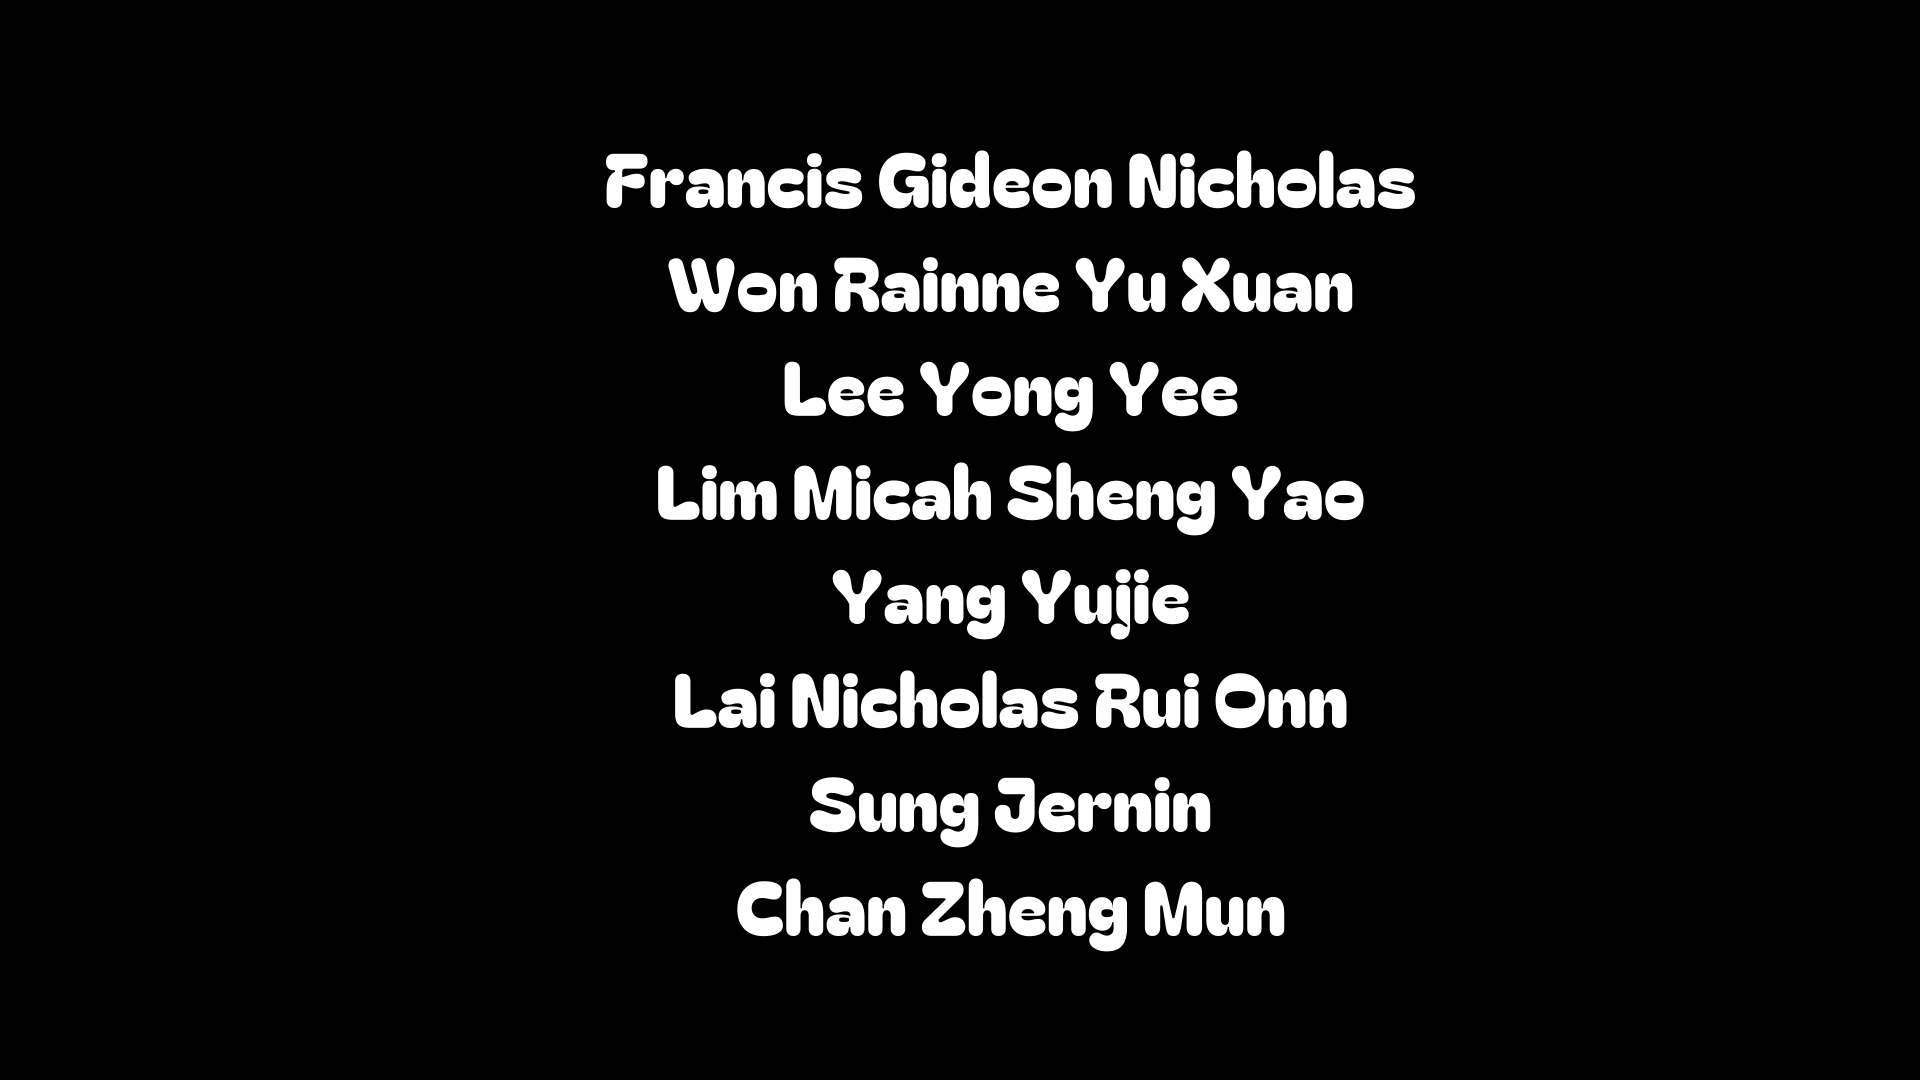 Francis Gideon Nicholas
Won Rainne Yu Xuan
Lee Yong Yee
Lim Micah Sheng Yao
Yang Yujie
Lai Nicholas Rui Onn
Sung Jernin
Chan Zheng Mun